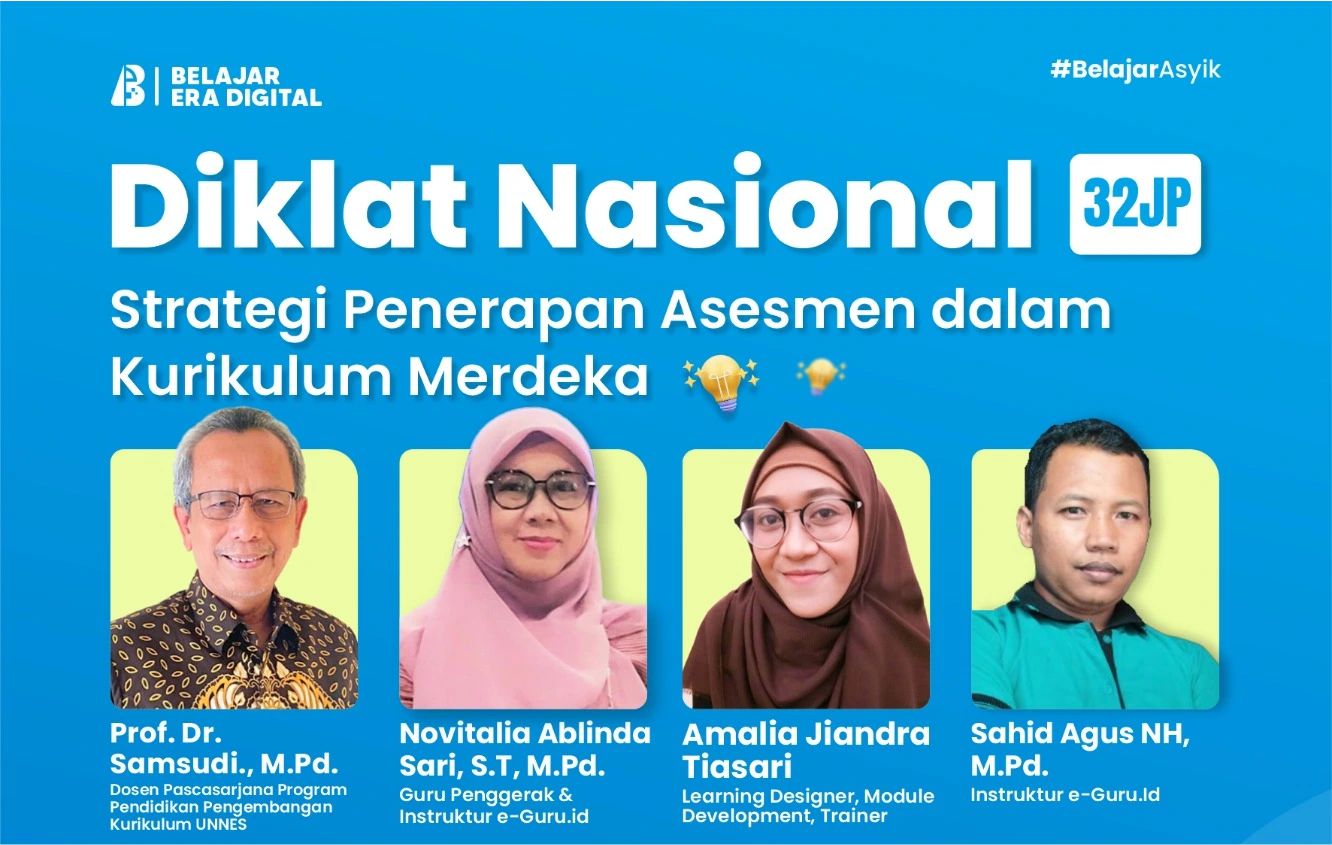 BELAJAR
ERA DIGITAL
#BelajarAsyik
Diklat Nasional
32JP
Strategi Penerapan Asesmen dalam
Kurikulum Merdeka
Prof. Dr.
Samsudi., M.Pd.
Dosen Pascasarjana Program
Pendidikan Pengembangan
Kurikulum UNNES
Novitalia Ablinda
Sari, S.T, M.Pd.
Guru Penggerak &
Instruktur e-Guru.id
Amalia Jiandra
Tiasari
Learning Designer, Module
Development, Trainer
Sahid Agus NH,
M.Pd.
Instruktur e-Guru.Id